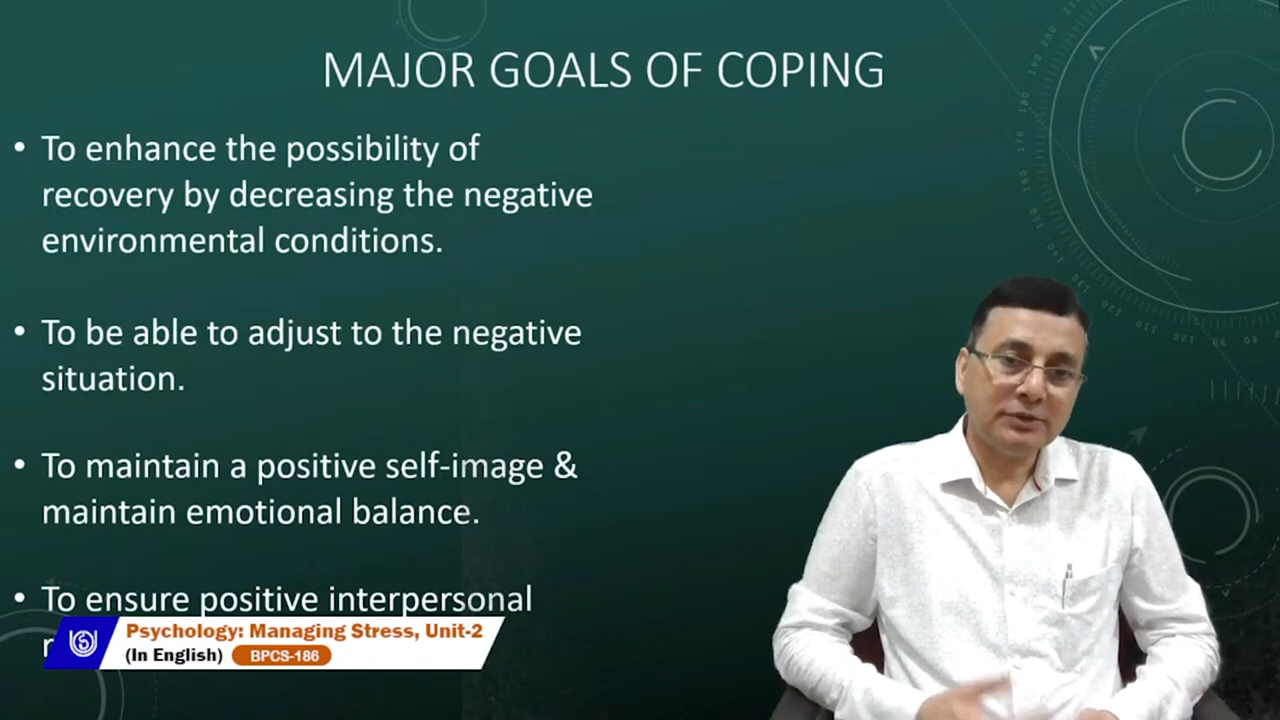 MAJOR GOALS OF COPING
• To enhance the possibility of
recovery by decreasing the negative
environmental conditions.
• To be able to adjust to the negative
situation.
• To maintain a positive self-image &
maintain emotional balance.
• To ensure positive interpersonal
Psychology: Managing Stress, Unit-2
(In English) BPCS-186